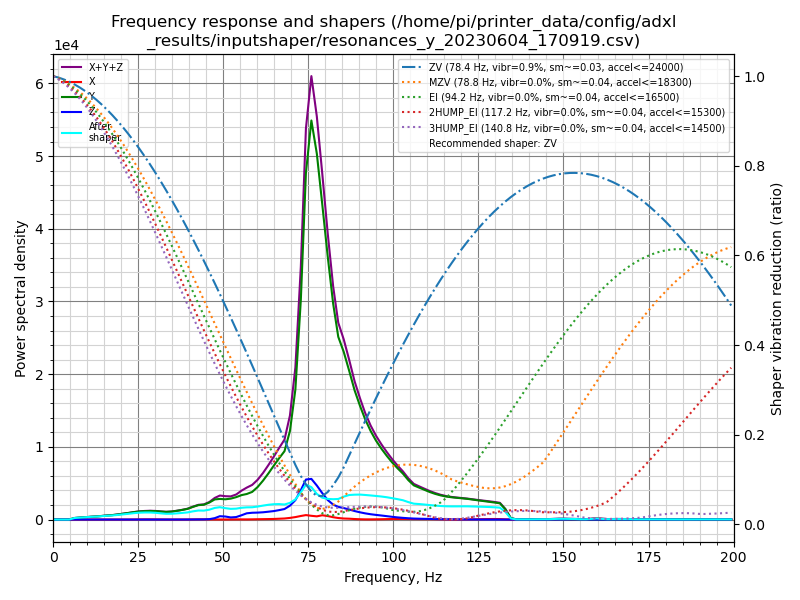 Frequency response and shapers (/home/pi/printer_data/config/adxl
_results/inputshaper/resonances_y_20230604_170919.csv)
1e4
X+Y+Z
X
Y
Z
After
shaper
ZV (78.4 Hz, vibr=0.9%, sm~=0.03, accel<=24000)
MZV (78.8 Hz, vibr=0.0%, sm~=0.04, accel<=18300)
EI (94.2 Hz, vibr=0.0%, sm~=0.04, accel<=16500)
2HUMP_EI (117.2 Hz, vibr=0.0%, sm~=0.04, accel<=15300)
3HUMP_EI (140.8 Hz, vibr=0.0%, sm~=0.04, accel<=14500)
Recommended shaper: ZV
Power spectral density
6
5
4
3
2
1
0
1.0
0.8
0.6
0.4
0.2
0.0
Shaper vibration reduction (ratio)
0 25 50 75 100 125 150 175 200
Frequency, Hz